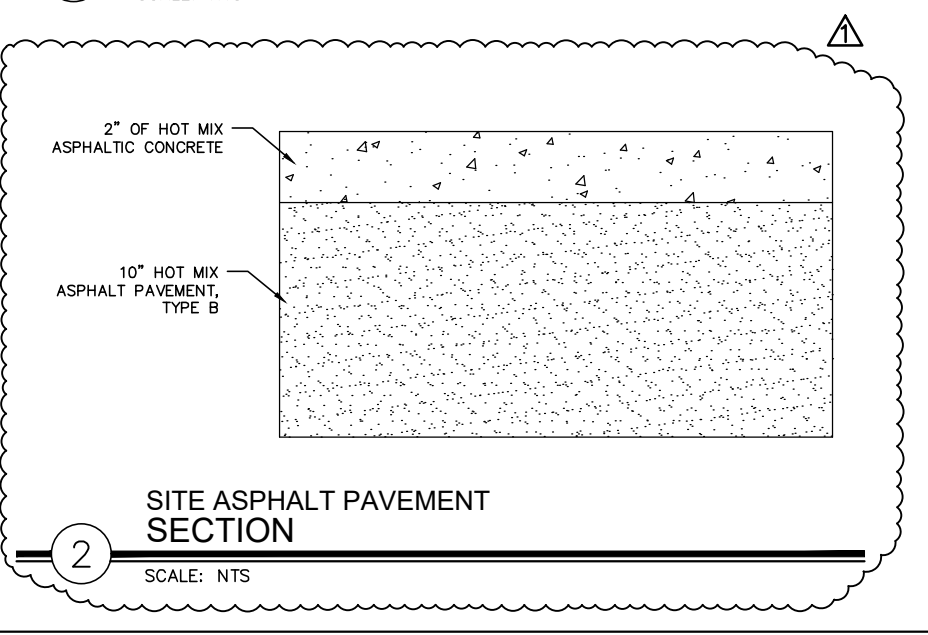 1
2” OF HOT MIX
ASPHALTIC CONCRETE
10” HOT MIX
ASPHALT PAVEMENT,
TYPE B
SITE ASPHALT PAVEMENT
SECTION
2
SCALE: NTS